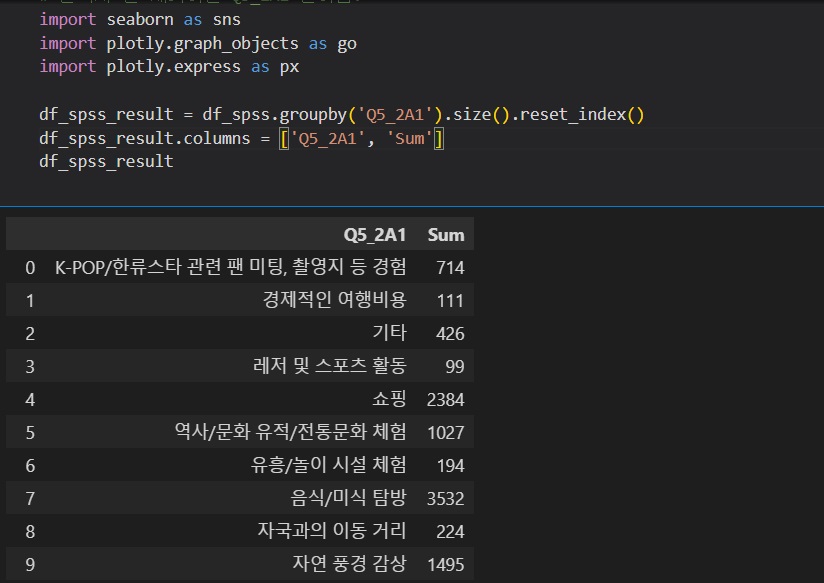 import seaborn as sns
import plotly.graph_objects as go
import plotly.express as px
df_spss_result = df_spss.groupby('Q5_2A1').size().reset_index()
df_spss_result.columns = ['Q5_2A1', 'Sum']
df_spss_result
Q5_2A1 Sum
0 K-POP/한류스타 관련 팬 미팅, 촬영지 등 경험 714
1 경제적인 여행비용 111
2 기타 426
3 레저 및 스포츠 활동 99
4 쇼핑 2384
5 역사/문화 유적/전통문화 체험 1027
6 유흥/놀이 시설 체험 194
7 음식/미식 탐방 3532
8 자국과의 이동 거리 224
9 자연 풍경 감상 1495